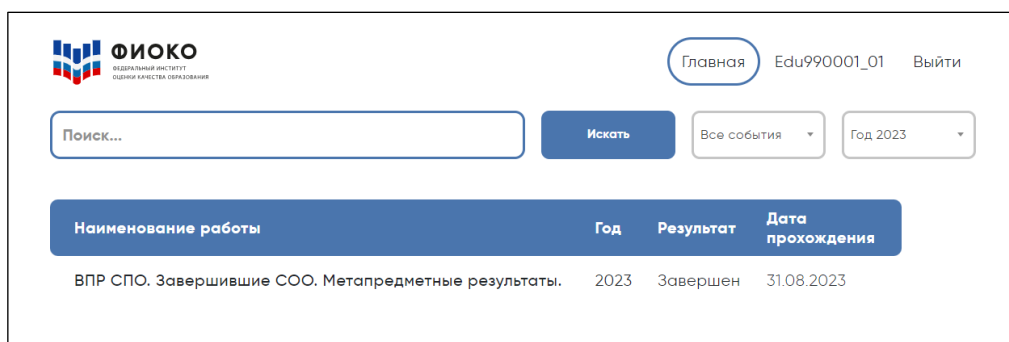 ФИОКО
ФЕДЕРАЛЬНЫЙ ИНСТИТУТ
ОЦЕНКИ КАЧЕСТВА ОБРАЗОВАНИЯ
Главная Edu990001_01 Выйти
Поиск... Искать Все события Год 2023
Наименование работы Год Результат Дата прохождения
ВПР СПО. Завершившие СОО. Метапредметные результаты. 2023 Завершен 31.08.2023